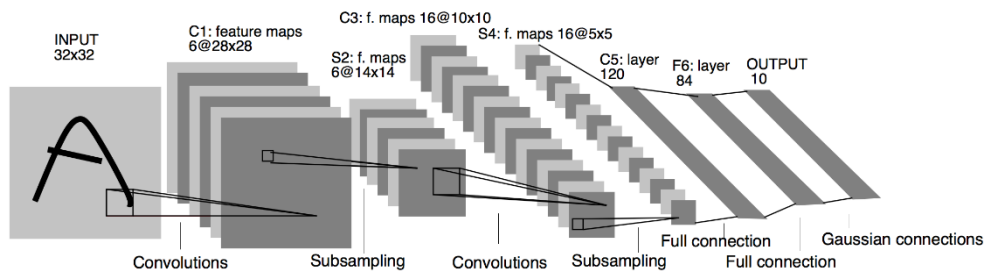 INPUT
32x32
C1: feature maps
6@28x28
S2: f. maps
6@14x14
C3: f. maps 16@10x10
S4: f. maps 16@5x5
C5: layer
120
F6: layer
84
OUTPUT
10
Convolutions
Subsampling
Convolutions
Subsampling
Full connection
Full connection
Gaussian connections
A